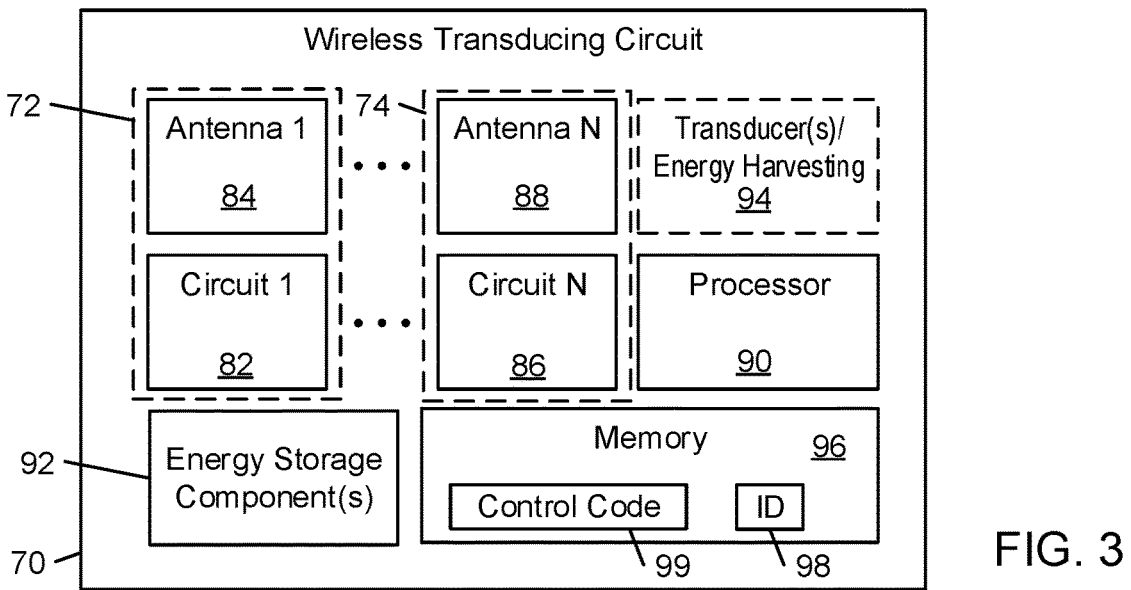 Wireless Transducing Circuit
72
Antenna 1
84
74
Antenna N
88
Transducer(s)/
Energy Harvesting
94
Circuit 1
82
Circuit N
86
Processor
90
92
Energy Storage
Component(s)
Memory
96
Control Code
ID
70
99
98
FIG. 3